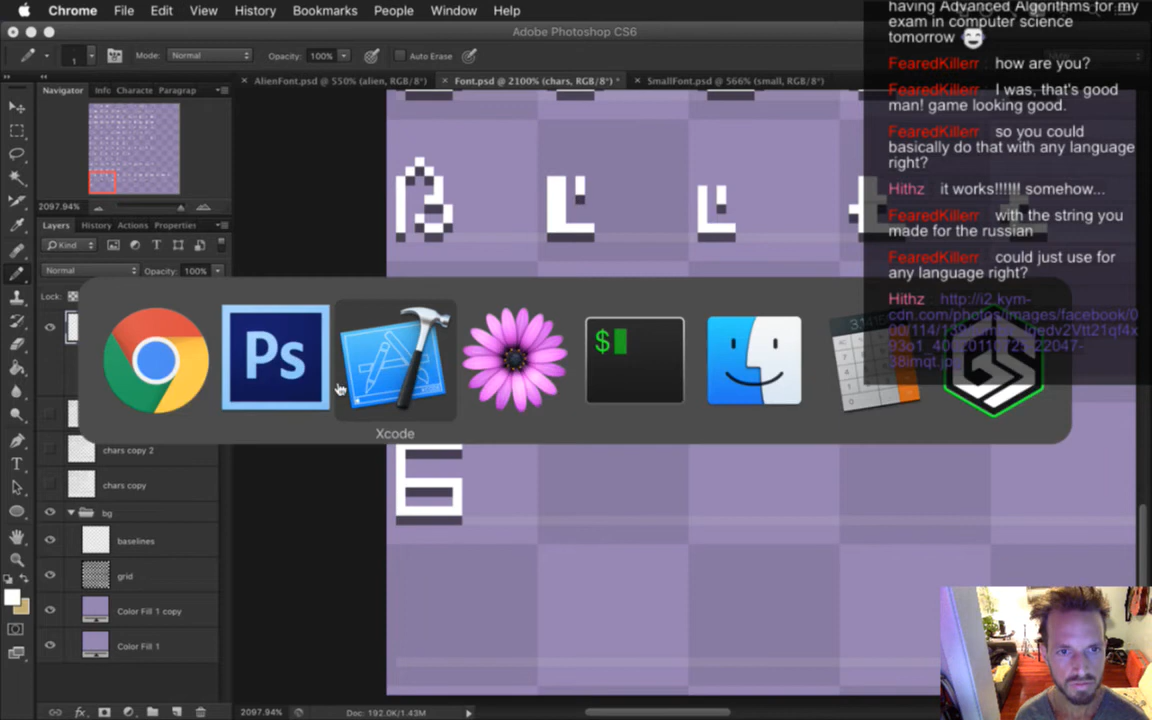 Chrome File Edit View History Bookmarks People Window Help
Adobe Photoshop CS6
having Advanced Algorithms for my
exam in computer science
tomorrow
1 Mode: Normal Opacity: 100% Auto Erase
AlienFont.psd @ 550% (alien, RGB/8*) Font.psd @ 2100% (chars, RGB/8*) * SmallFont.psd @ 566% (small, RGB/8*)
FearedKillerr how are you?
FearedKillerr I was, that's good
man! game looking good.
FearedKillerr so you could
basically do that with any language
right?
Hithz it works!!!!!! somehow...
FearedKillerr with the string you
made for the russian
FearedKillerr could just use for
any language right?
Hithz http://i2.kym-
Navigator Info Characte Paragrap
2097.94%
Layers History Actions Properties
Kind
Normal Opacity: 100%
Lock:
ß Ľ ľ
Ps
$
Xcode
chars copy 2
chars copy
Б
bg
baselines
grid
Color Fill 1 copy
Color Fill 1
2097.94% Doc: 192.0K/1.43M